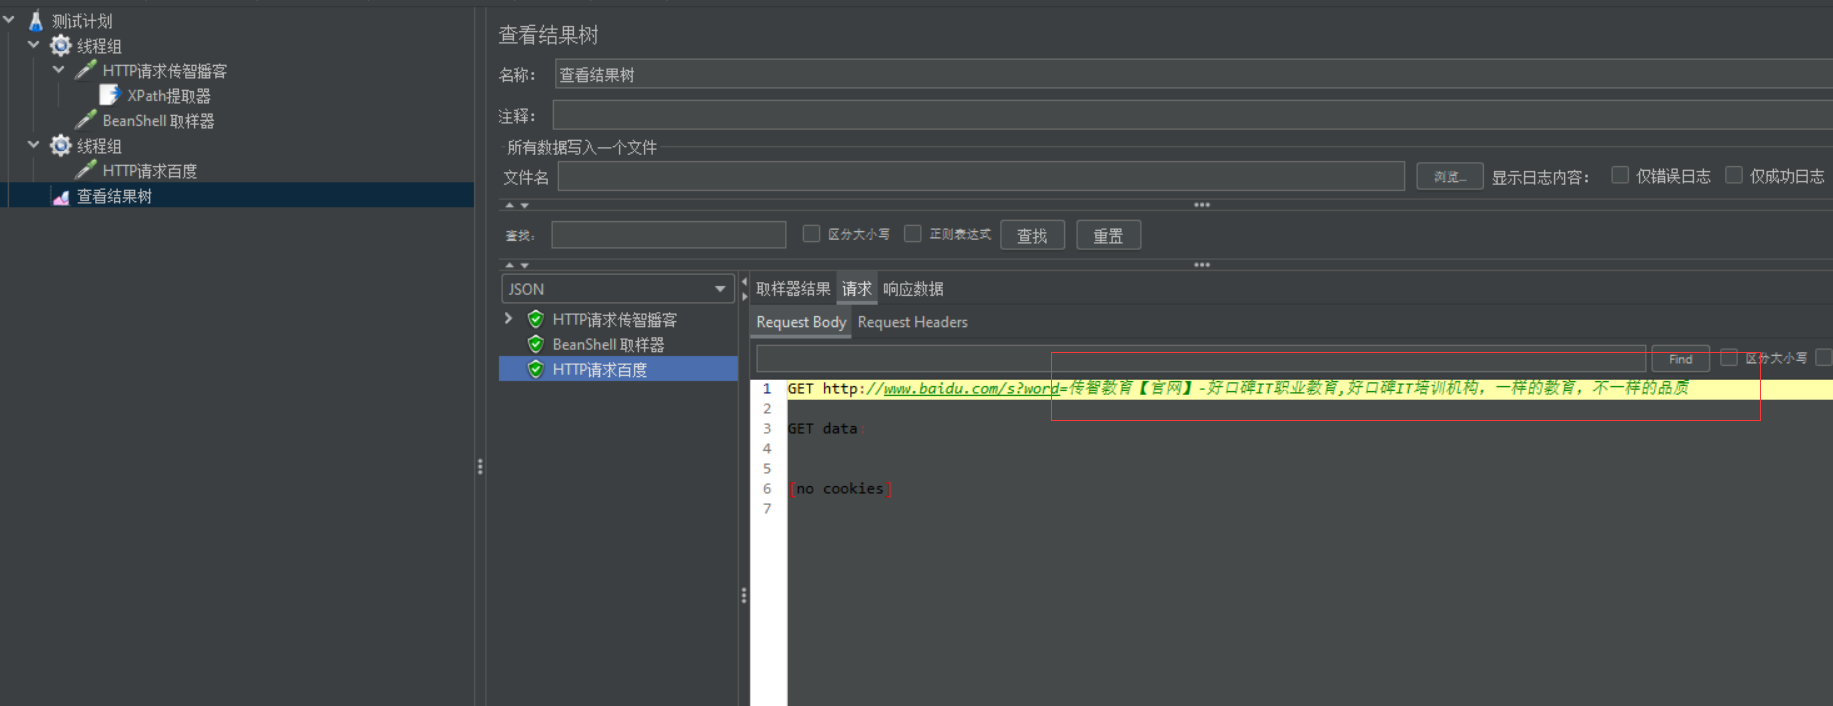 测试计划
线程组
HTTP请求传智播客
XPath提取器
BeanShell 取样器
线程组
HTTP请求百度
查看结果树
查看结果树
名称： 查看结果树
注释：
所有数据写入一个文件
文件名 浏览... 显示日志内容： 仅错误日志 仅成功日志
查找: 区分大小写 正则表达式 查找 重置
JSON
HTTP请求传智播客
BeanShell 取样器
HTTP请求百度
取样器结果 请求 响应数据
Request Body Request Headers
Find 区分大小写
1 GET http://www.baidu.com/s?word=传智教育【官网】-好口碑IT职业教育,好口碑IT培训机构，一样的教育，不一样的品质
2
3 GET data:
4
5
6 [no cookies]
7